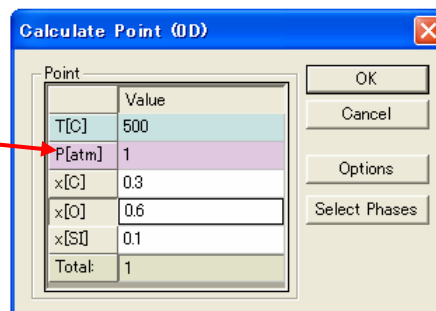 Calculate Point (0D)
Point
Value
T[C] 500
P[atm] 1
x[C] 0.3
x[O] 0.6
x[SI] 0.1
Total: 1
OK
Cancel
Options
Select Phases